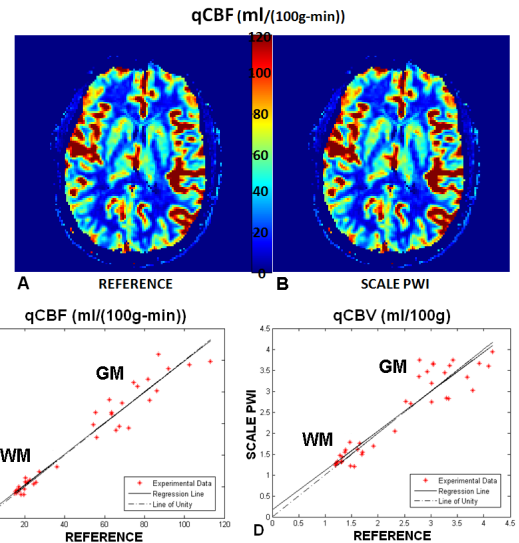 qCBF (ml/(100g-min))
120
100
80
60
40
20
0
A REFERENCE B SCALE PWI
qCBF (ml/(100g-min))
GM
WM
Experimental Data
Regression Line
Line of Unity
20 40 60 80 100 120
REFERENCE
qCBV (ml/100g)
4.5
4
3.5
3
2.5
2
1.5
1
0.5
0
SCALE PWI
GM
WM
Experimental Data
Regression Line
Line of Unity
0 0.5 1 1.5 2 2.5 3 3.5 4 4.5
D REFERENCE